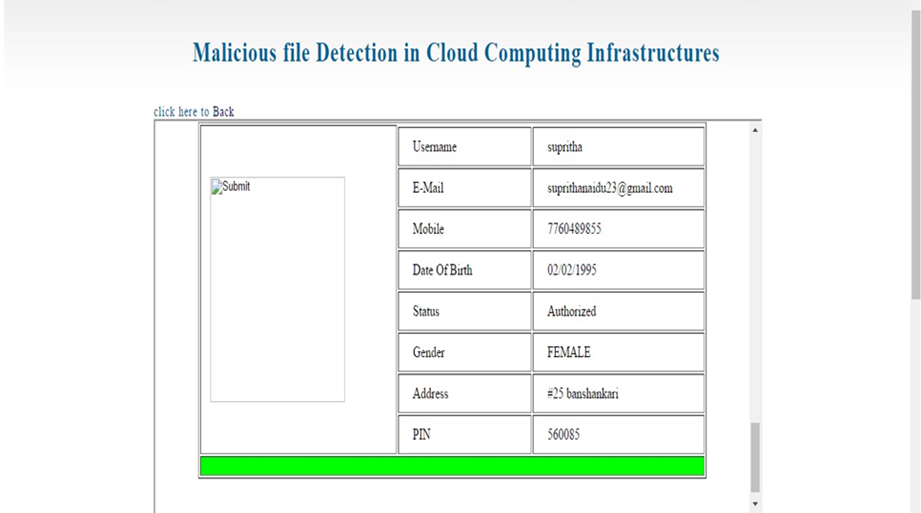 Malicious file Detection in Cloud Computing Infrastructures
click here to Back
Submit
Username supritha
E-Mail suprithanaidu23@gmail.com
Mobile 7760489855
Date Of Birth 02/02/1995
Status Authorized
Gender FEMALE
Address #25 banshankari
PIN 560085